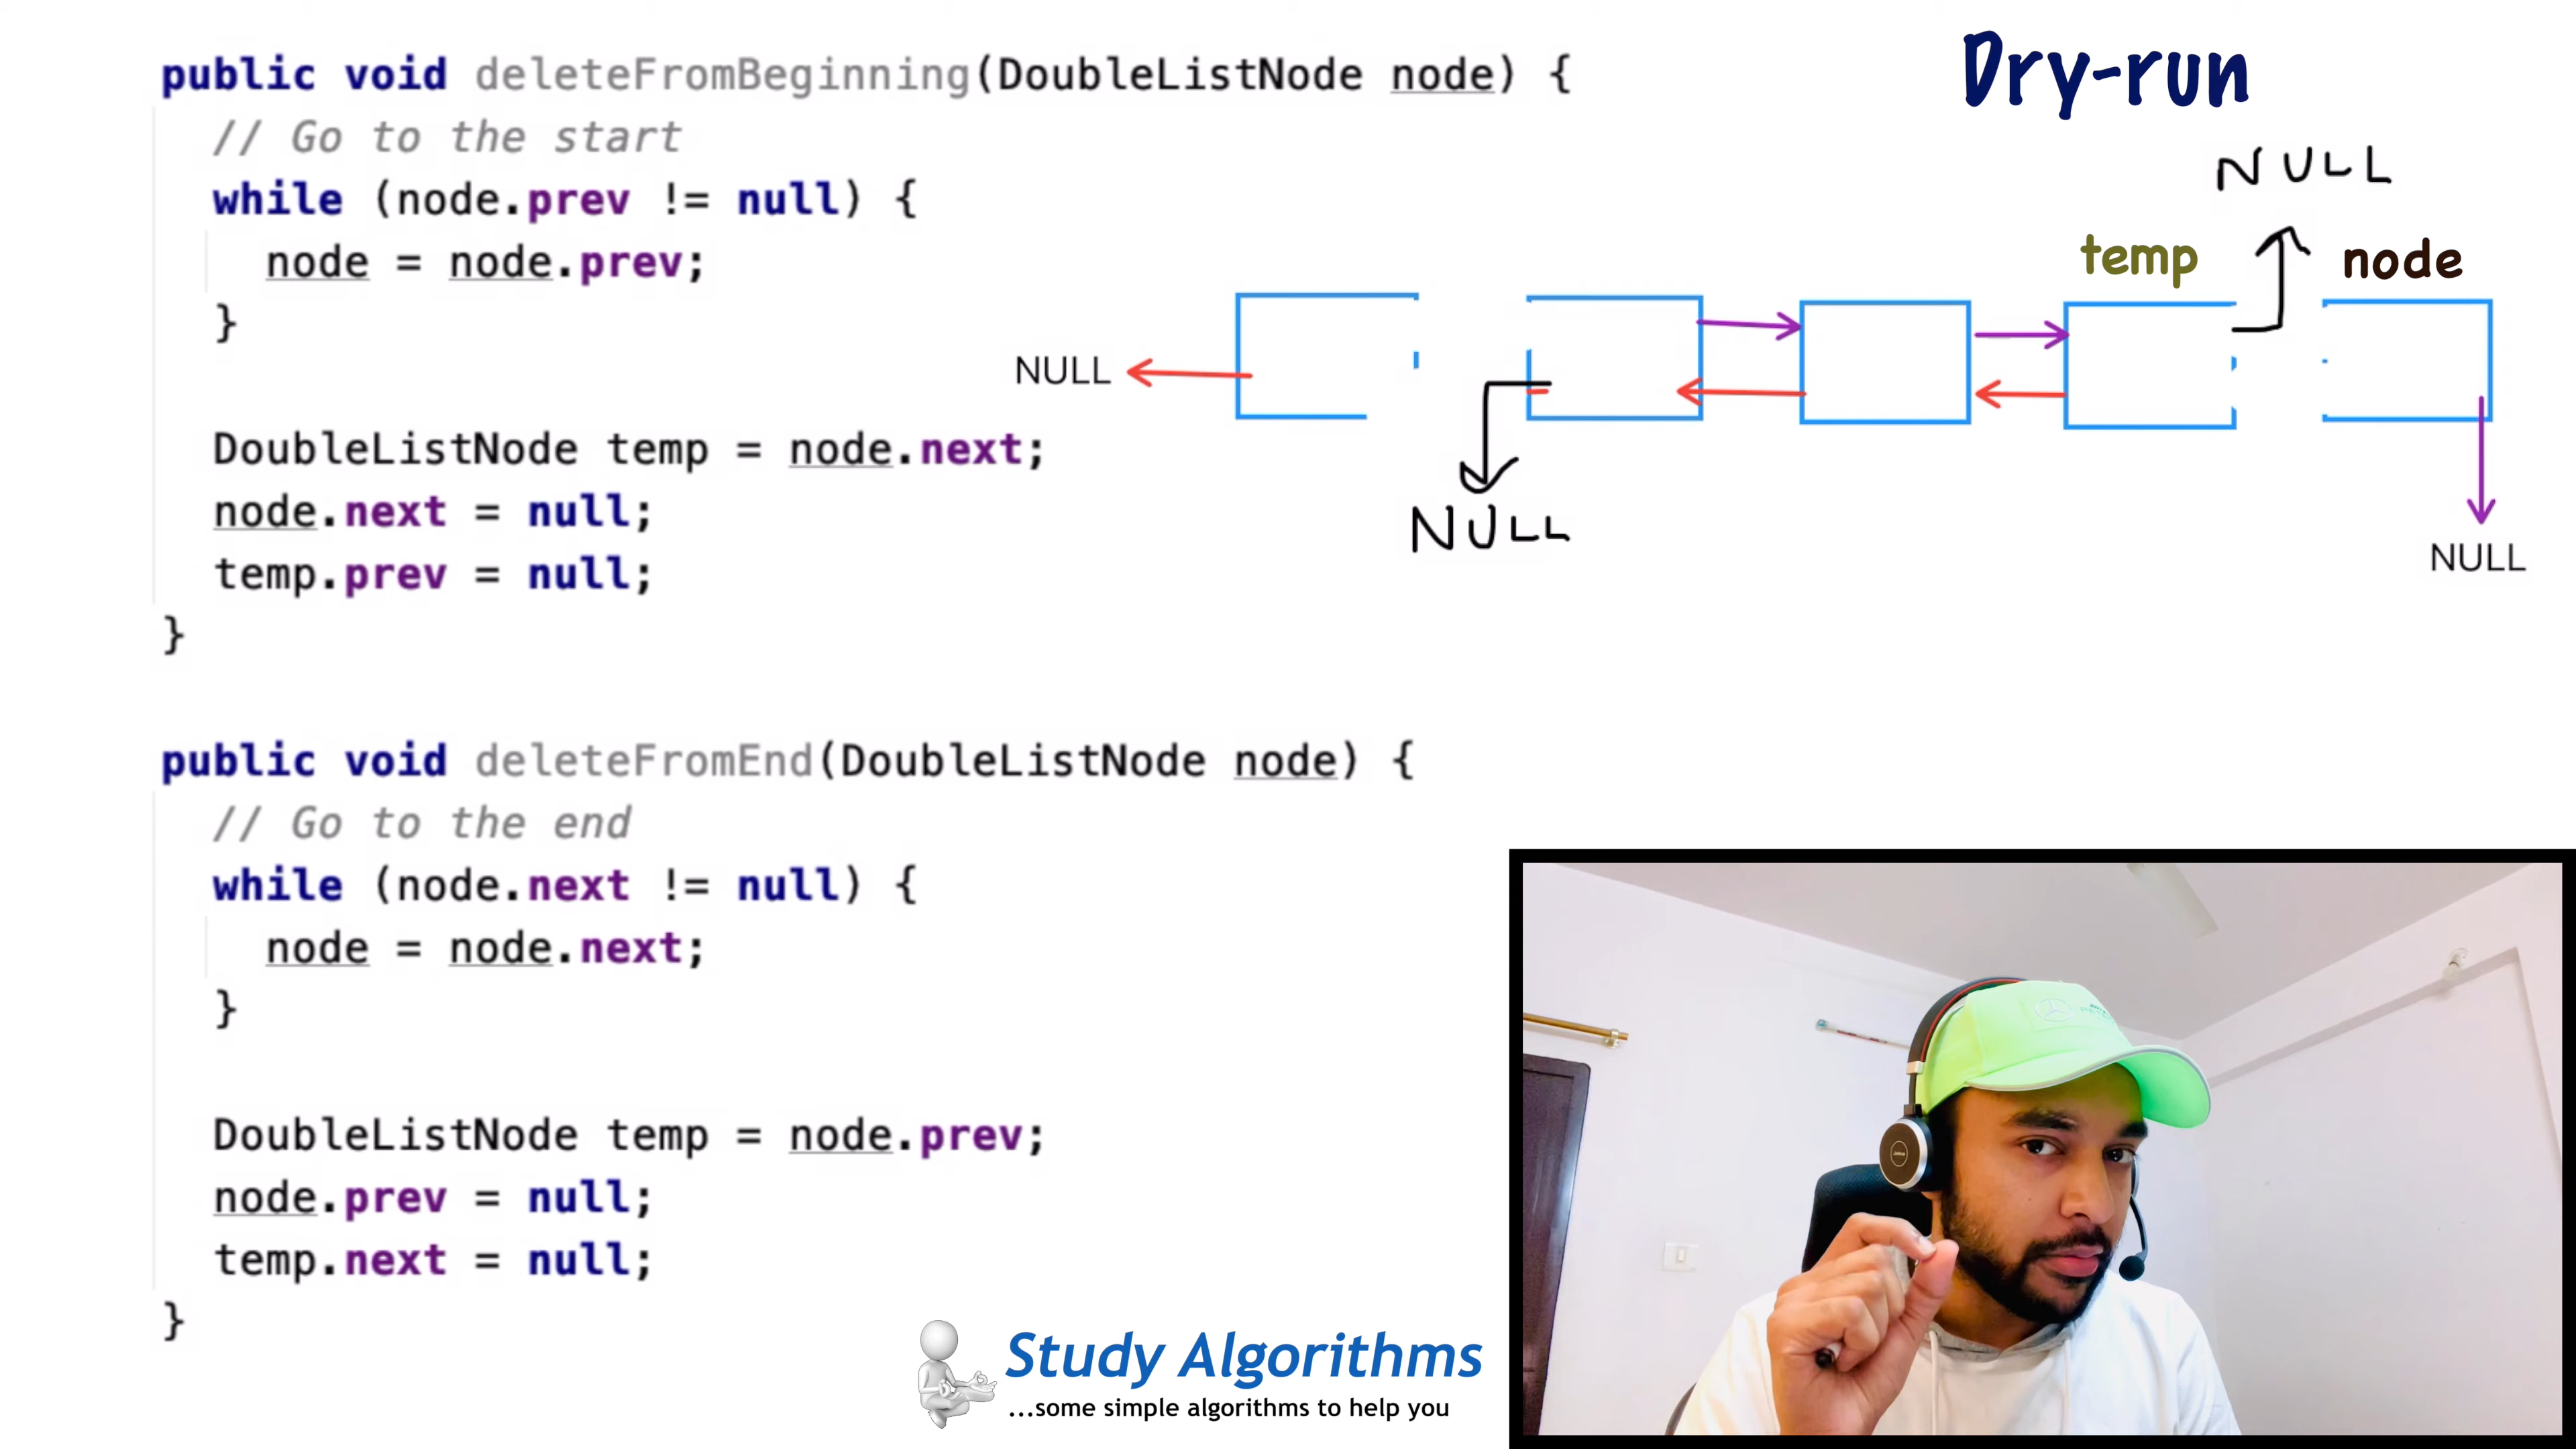 public void deleteFromBeginning(DoubleListNode node) {
// Go to the start
while (node.prev != null) {
node = node.prev;
}
DoubleListNode temp = node.next;
node.next = null;
temp.prev = null;
}
public void deleteFromEnd(DoubleListNode node) {
// Go to the end
while (node.next != null) {
node = node.next;
}
DoubleListNode temp = node.prev;
node.prev = null;
temp.next = null;
}
Dry-run
NULL
temp
node
NULL
NULL
NULL
Study Algorithms
...some simple algorithms to help you